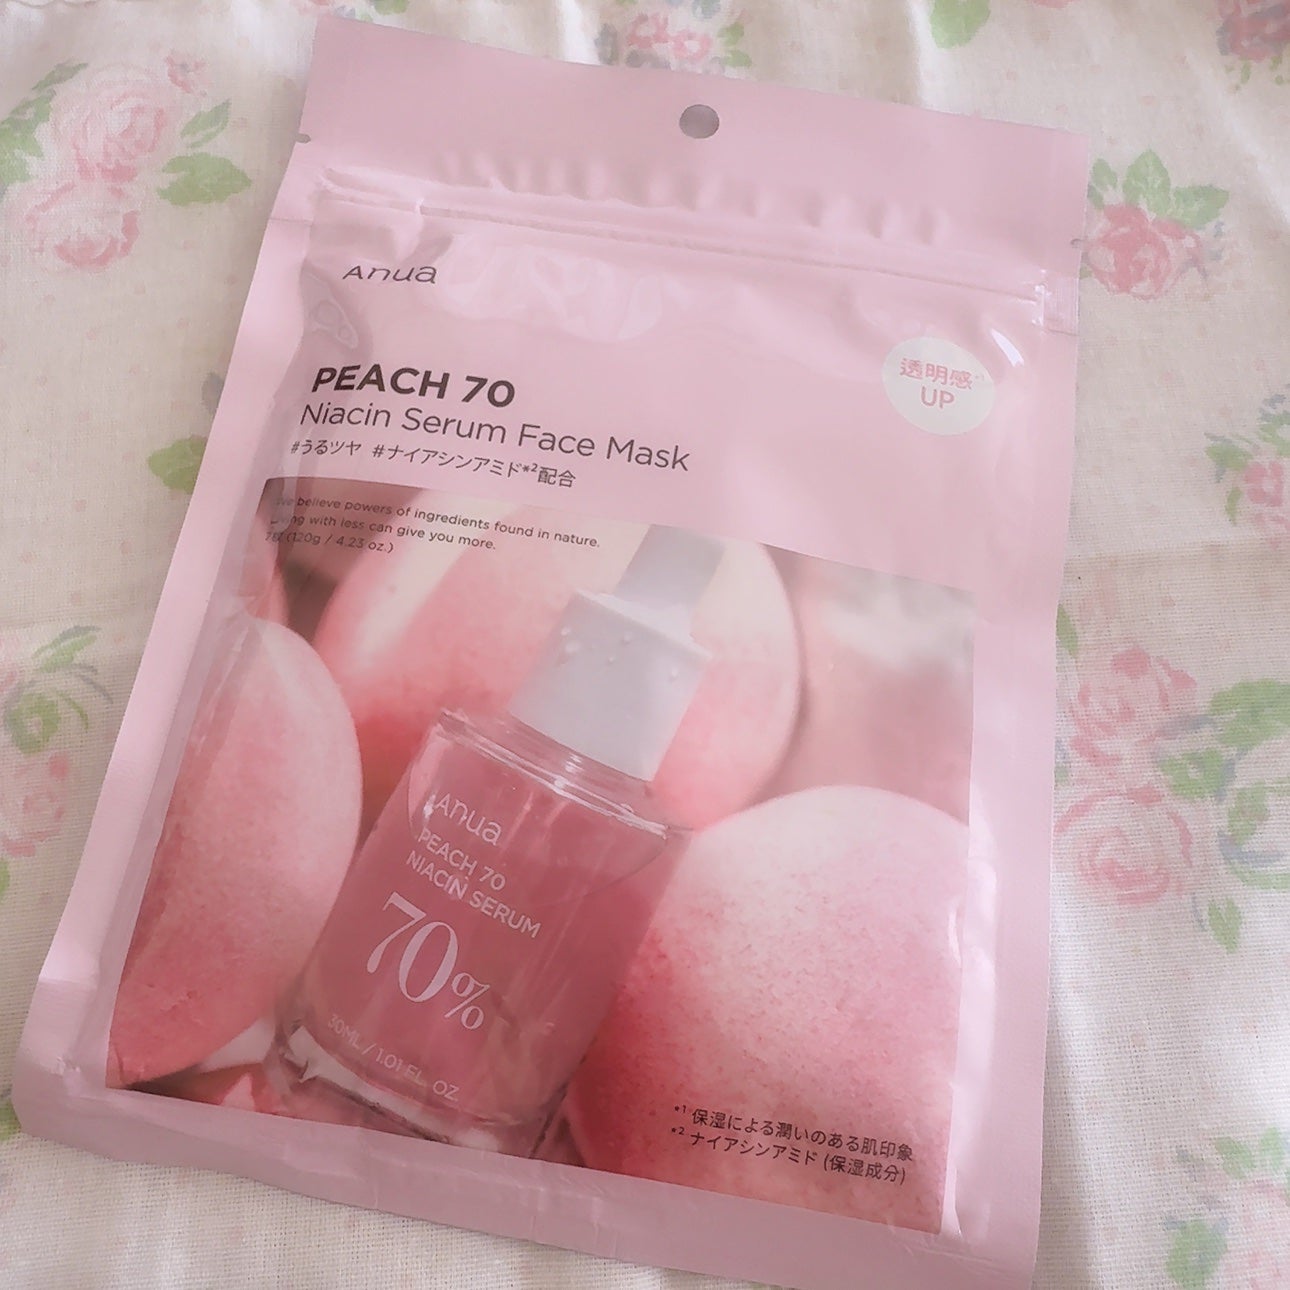 Anua
透明感*1
UP
PEACH 70
Niacin Serum Face Mask
#うるツヤ #ナイアシンアミド*2配合
We believe powers of ingredients found in nature.
Living with less can give you more.
(120g / 4.23 oz.)
Anua
PEACH 70
NIACIN SERUM
70%
30ML / 1.01 FL. OZ
*1 保湿による潤いのある肌印象
*2 ナイアシンアミド (保湿成分)